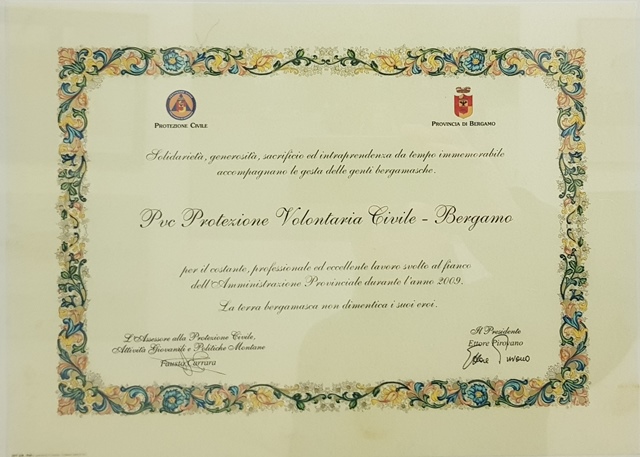 Protezione Civile
Provincia di Bergamo
Solidarietà, generosità, sacrificio ed intraprendenza da tempo immemorabile
accompagnano le gesta delle genti bergamasche.
Pvc Protezione Volontaria Civile - Bergamo
per il costante, professionale ed eccellente lavoro svolto al fianco
dell'Amministrazione Provinciale durante l'anno 2009.
La terra bergamasca non dimentica i suoi eroi.
L'Assessore alla Protezione Civile,
Attività Giovanili e Politiche Montane
Fausto Carrara
Il Presidente
Ettore Pirovano